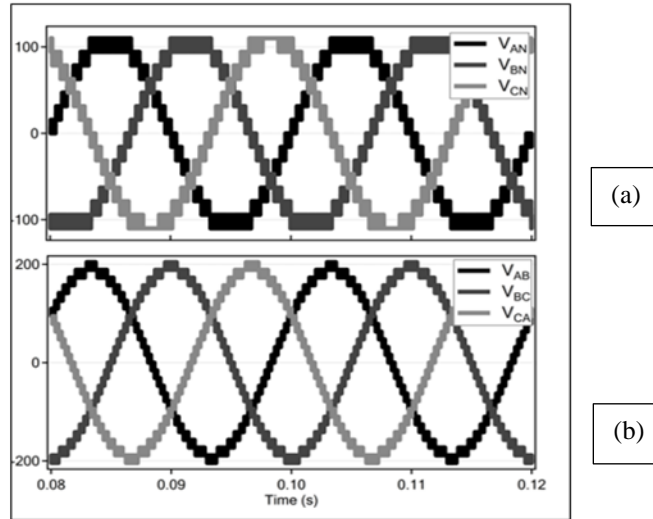 100
0
-100
V_AN
V_BN
V_CN
(a)
200
0
-200
V_AB
V_BC
V_CA
(b)
0.08 0.09 0.10 0.11 0.12
Time (s)